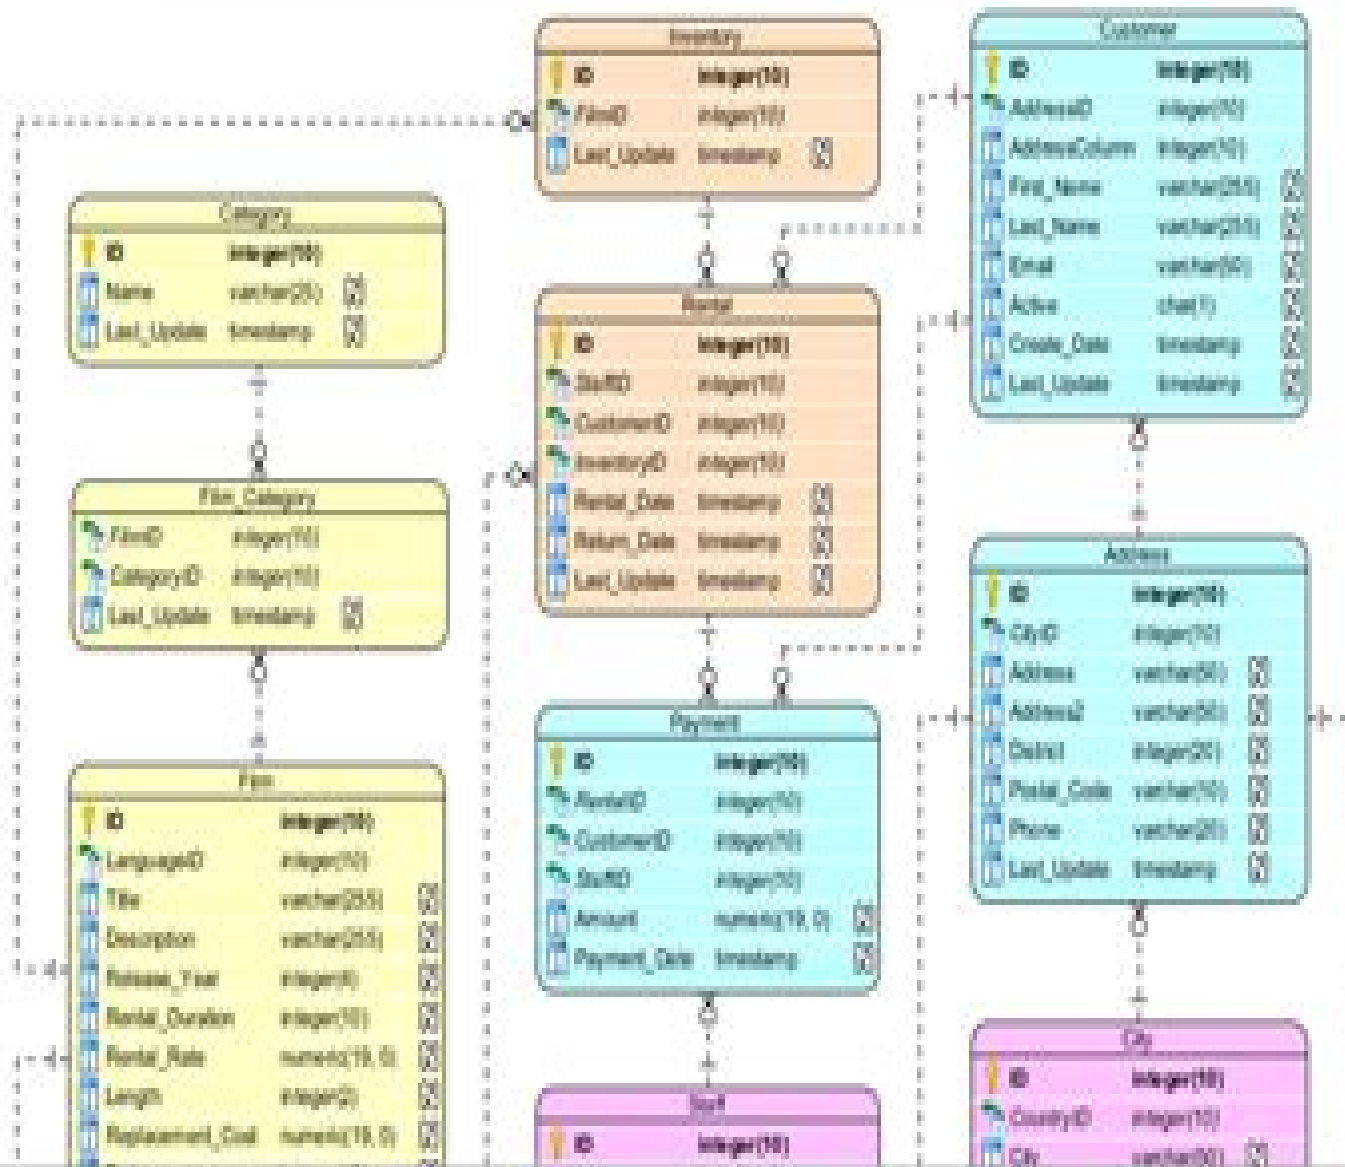 Inventory
ID integer(10)
FilmID integer(10)
Last_Update timestamp
Customer
ID integer(10)
AddressID integer(10)
AddressColumn integer(10)
First_Name varchar(255)
Last_Name varchar(255)
Email varchar(50)
Active char(1)
Create_Date timestamp
Last_Update timestamp
Category
ID integer(10)
Name varchar(25)
Last_Update timestamp
Rental
ID integer(10)
StaffID integer(10)
CustomerID integer(10)
InventoryID integer(10)
Rental_Date timestamp
Return_Date timestamp
Last_Update timestamp
Film_Category
FilmID integer(10)
CategoryID integer(10)
Last_Update timestamp
Address
ID integer(10)
CityID integer(10)
Address varchar(50)
Address2 varchar(50)
District integer(20)
Postal_Code varchar(10)
Phone varchar(20)
Last_Update timestamp
Payment
ID integer(10)
RentalID integer(10)
CustomerID integer(10)
StaffID integer(10)
Amount numeric(19, 0)
Payment_Date timestamp
Film
ID integer(10)
LanguageID integer(10)
Title varchar(255)
Description varchar(255)
Release_Year integer(4)
Rental_Duration integer(10)
Rental_Rate numeric(19, 0)
Length integer(2)
Replacement_Cost numeric(19, 0)
Staff
ID integer(10)
City
ID integer(10)
CountryID integer(10)
City varchar(50)